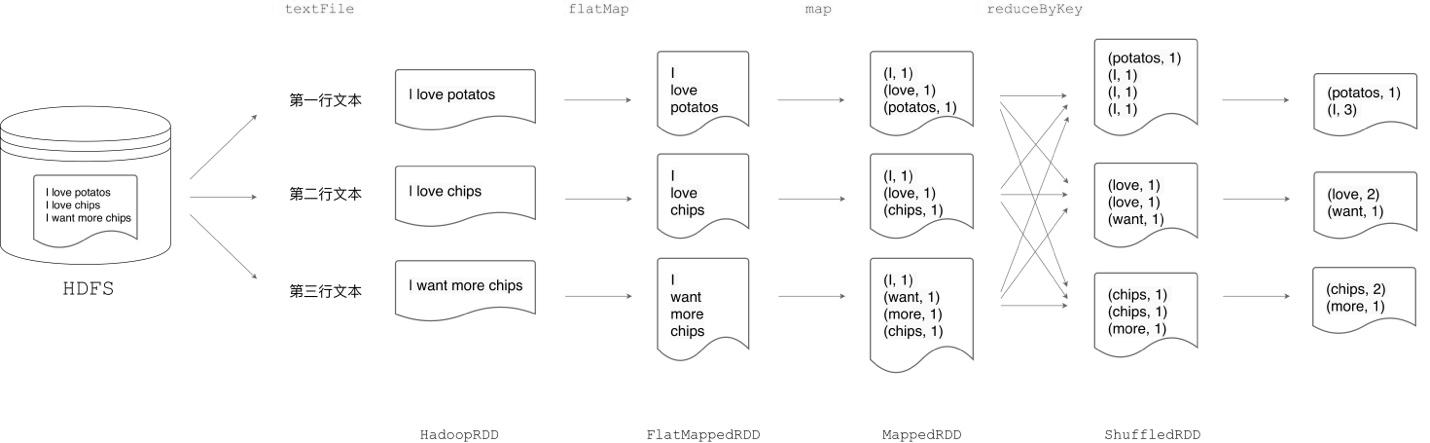 textFile
flatMap
map
reduceByKey
I love potatos
I love chips
I want more chips
HDFS
第一行文本
第二行文本
第三行文本
I love potatos
I love chips
I want more chips
I
love
potatos
I
love
chips
I
want
more
chips
(I, 1)
(love, 1)
(potatos, 1)
(I, 1)
(love, 1)
(chips, 1)
(I, 1)
(want, 1)
(more, 1)
(chips, 1)
(potatos, 1)
(I, 1)
(I, 1)
(I, 1)
(love, 1)
(love, 1)
(want, 1)
(chips, 1)
(chips, 1)
(more, 1)
(potatos, 1)
(I, 3)
(love, 2)
(want, 1)
(chips, 2)
(more, 1)
HadoopRDD
FlatMappedRDD
MappedRDD
ShuffledRDD